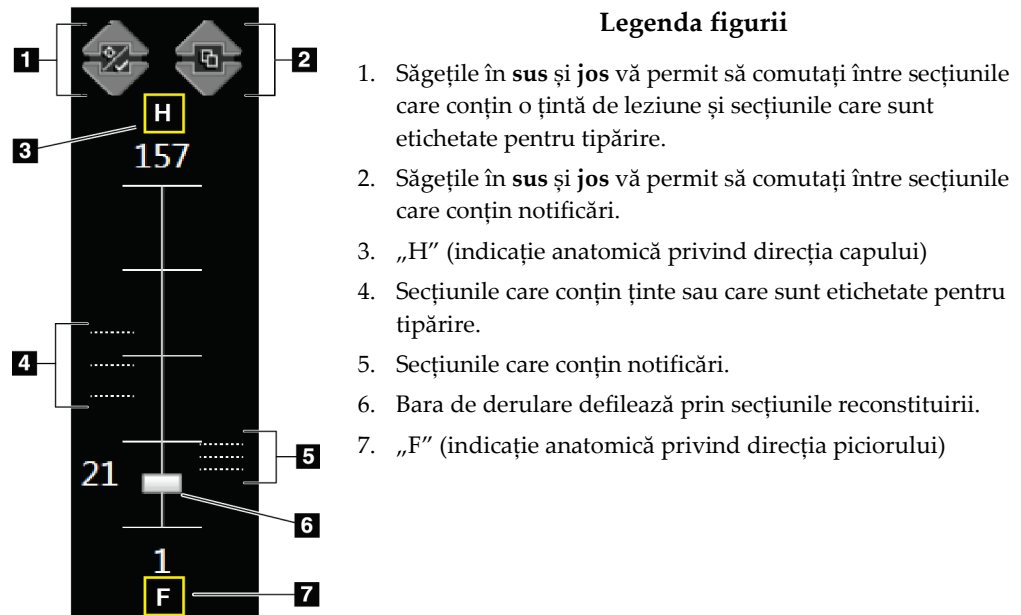 Legenda figurii
1
2
H
3
157
4
5
21
6
1
F
7
1. Săgețile în sus și jos vă permit să comutați între secțiunile
care conțin o țintă de leziune și secțiunile care sunt
etichetate pentru tipărire.
2. Săgețile în sus și jos vă permit să comutați între secțiunile
care conțin notificări.
3. „H” (indicație anatomică privind direcția capului)
4. Secțiunile care conțin ținte sau care sunt etichetate pentru
tipărire.
5. Secțiunile care conțin notificări.
6. Bara de derulare defilează prin secțiunile reconstituirii.
7. „F” (indicație anatomică privind direcția piciorului)